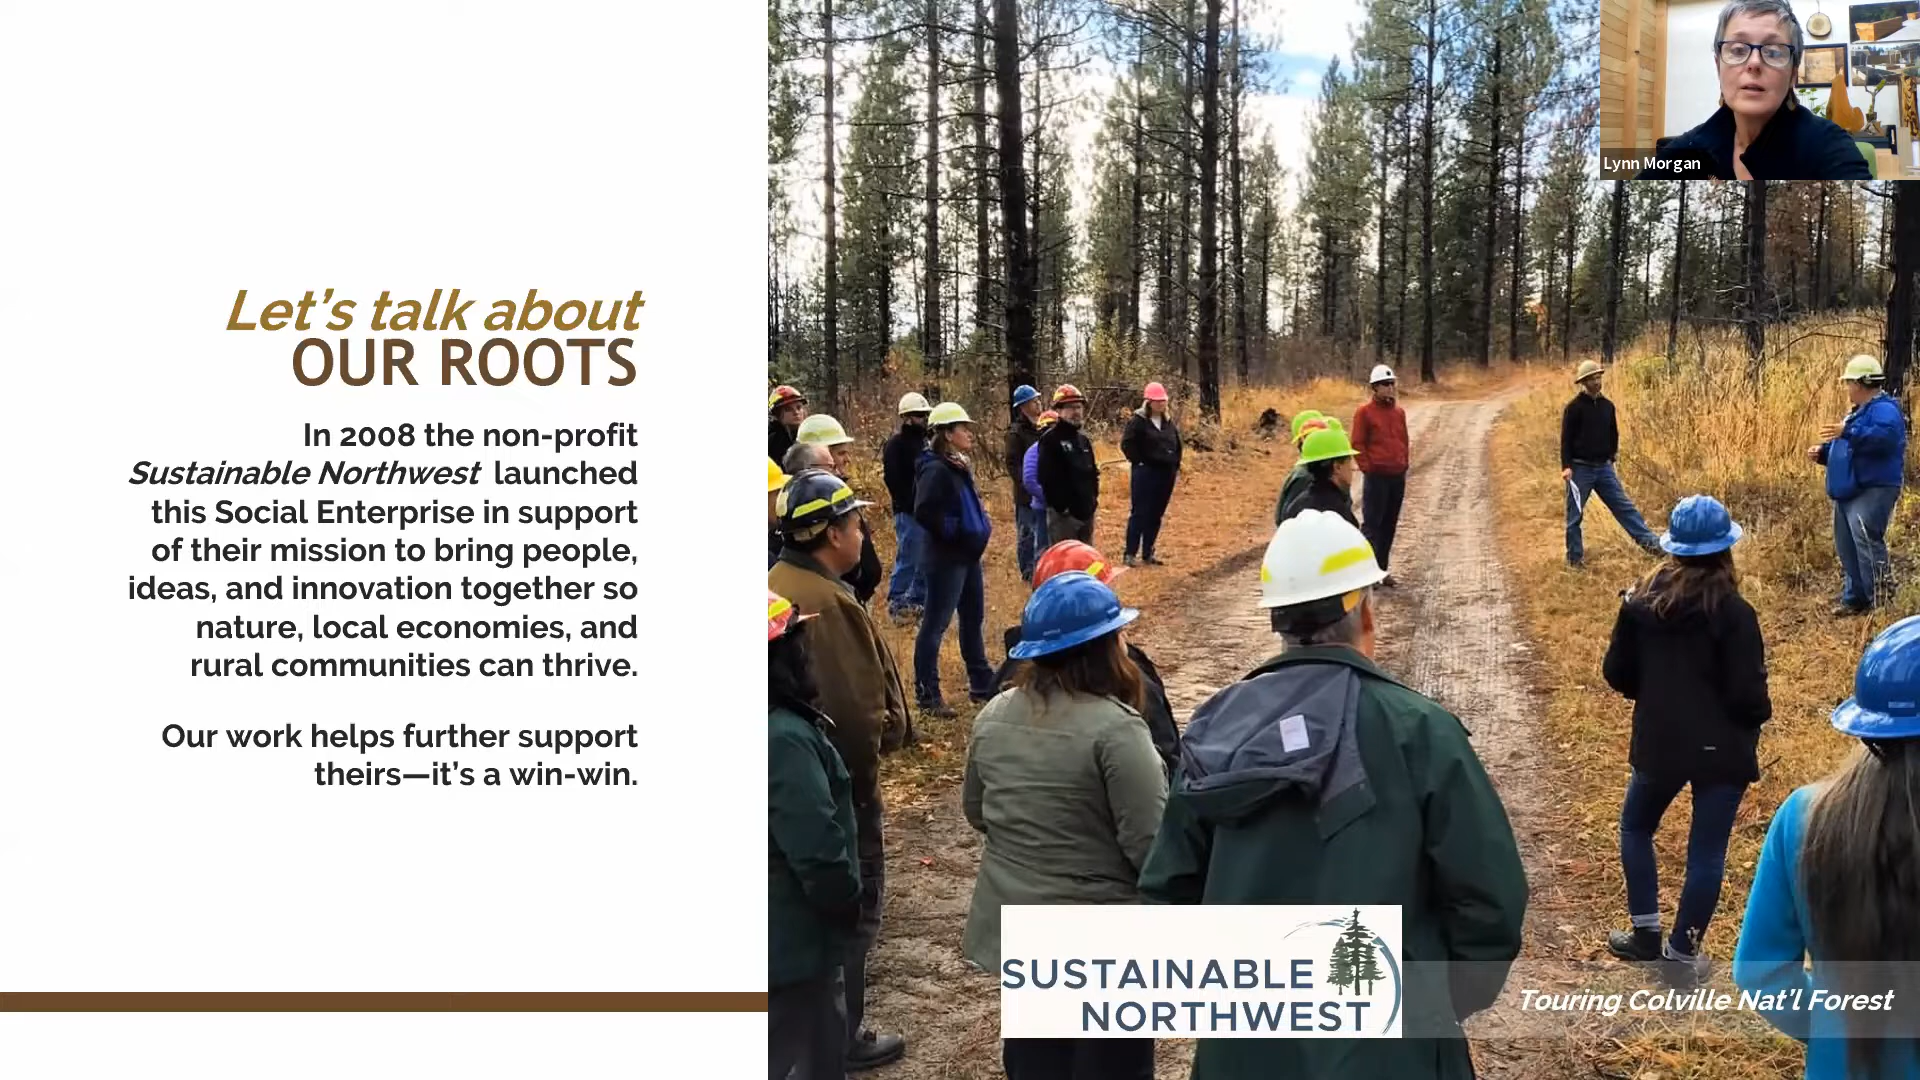 Let's talk about
OUR ROOTS
In 2008 the non-profit
Sustainable Northwest launched
this Social Enterprise in support
of their mission to bring people,
ideas, and innovation together so
nature, local economies, and
rural communities can thrive.
Our work helps further support
theirs—it's a win-win.
Lynn Morgan
SUSTAINABLE
NORTHWEST
Touring Colville Nat'l Forest